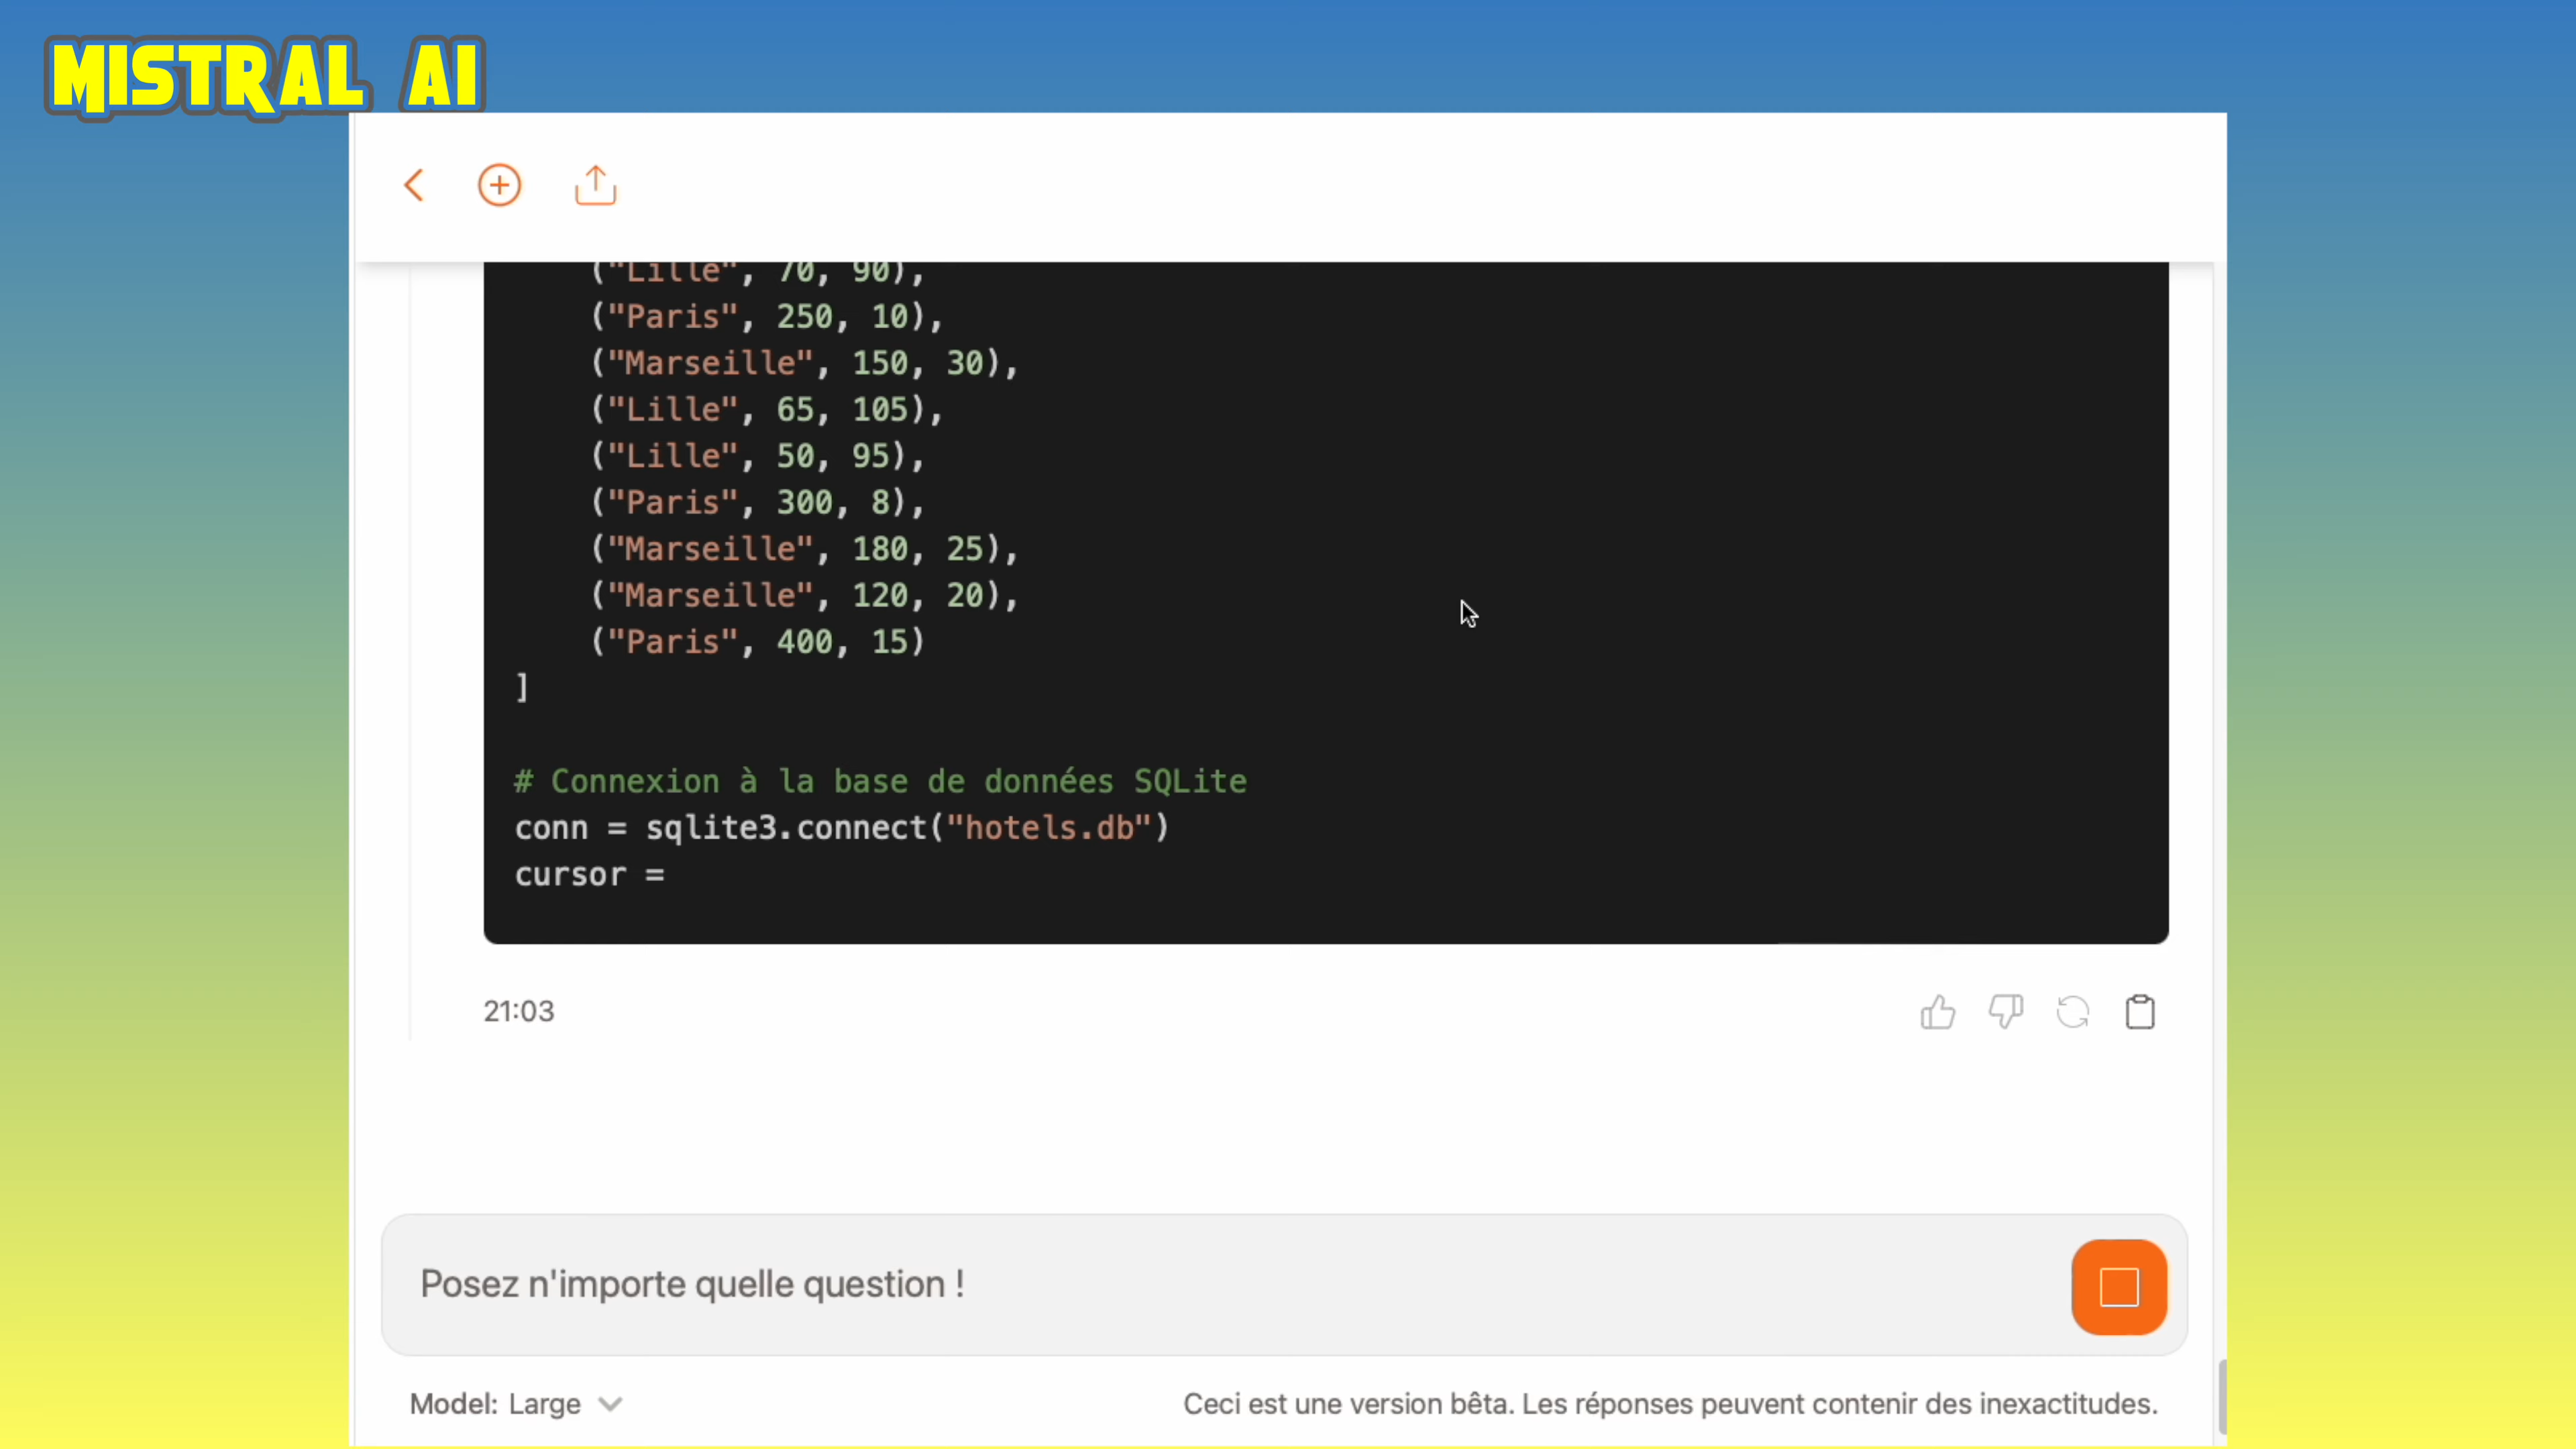 MISTRAL AI
("Lille", 70, 90),
("Paris", 250, 10),
("Marseille", 150, 30),
("Lille", 65, 105),
("Lille", 50, 95),
("Paris", 300, 8),
("Marseille", 180, 25),
("Marseille", 120, 20),
("Paris", 400, 15)
]
# Connexion à la base de données SQLite
conn = sqlite3.connect("hotels.db")
cursor =
21:03
Posez n'importe quelle question !
Model: Large
Ceci est une version bêta. Les réponses peuvent contenir des inexactitudes.